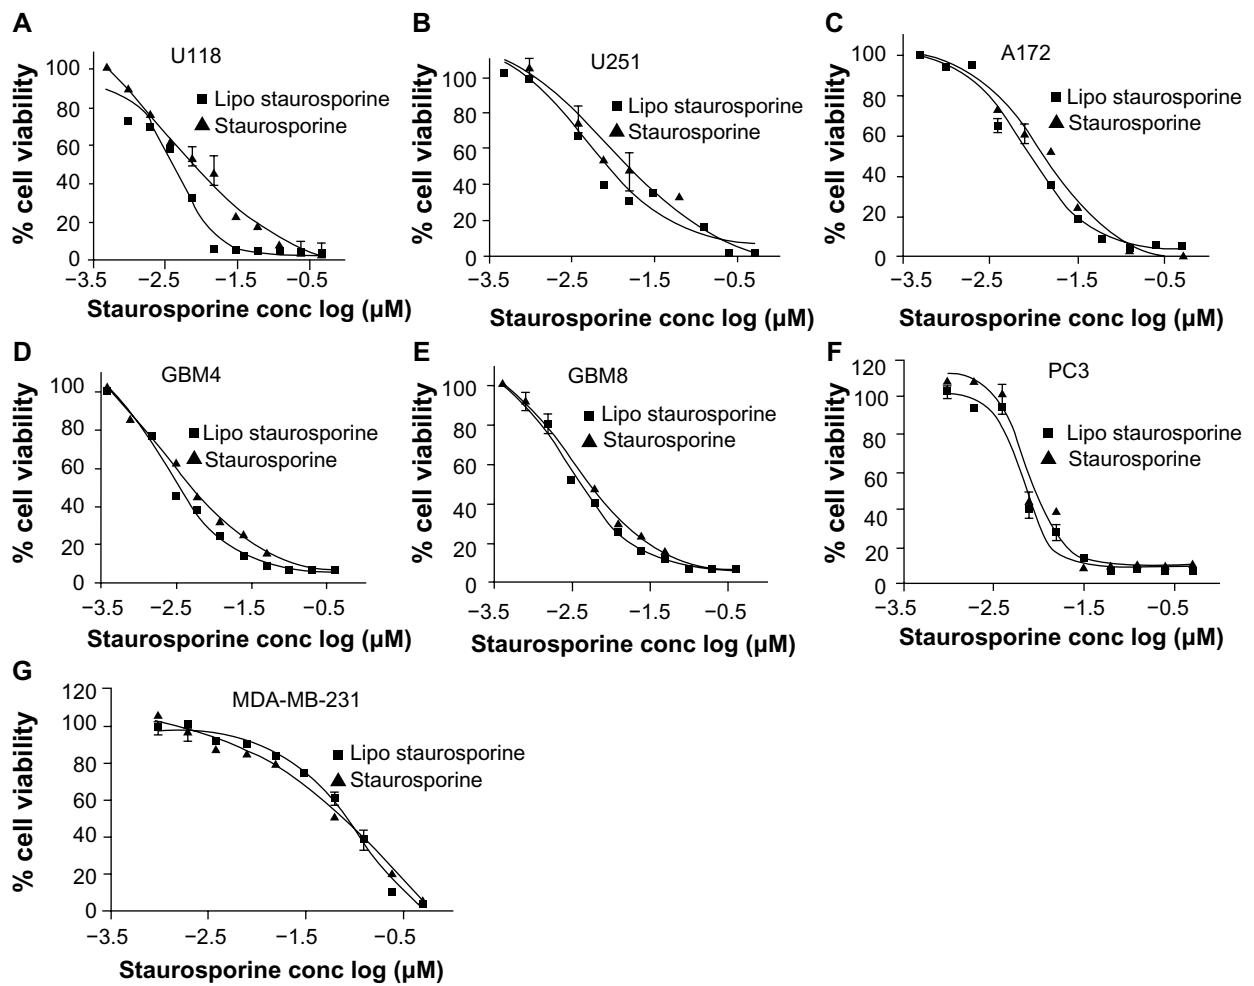 A
U118
Lipo staurosporine
Staurosporine
% cell viability
100
80
60
40
20
0
−3.5
−2.5
−1.5
−0.5
Staurosporine conc log (µM)
B
U251
Lipo staurosporine
Staurosporine
% cell viability
100
80
60
40
20
0
−3.5
−2.5
−1.5
−0.5
Staurosporine conc log (µM)
C
A172
Lipo staurosporine
Staurosporine
% cell viability
100
80
60
40
20
0
−3.5
−2.5
−1.5
−0.5
Staurosporine conc log (µM)
D
GBM4
Lipo staurosporine
Staurosporine
% cell viability
100
80
60
40
20
0
−3.5
−2.5
−1.5
−0.5
Staurosporine conc log (µM)
E
GBM8
Lipo staurosporine
Staurosporine
% cell viability
100
80
60
40
20
0
−3.5
−2.5
−1.5
−0.5
Staurosporine conc log (µM)
F
PC3
Lipo staurosporine
Staurosporine
% cell viability
120
100
80
60
40
20
0
−3.5
−2.5
−1.5
−0.5
Staurosporine conc log (µM)
G
MDA-MB-231
Lipo staurosporine
Staurosporine
% cell viability
120
100
80
60
40
20
0
−3.5
−2.5
−1.5
−0.5
Staurosporine conc log (µM)